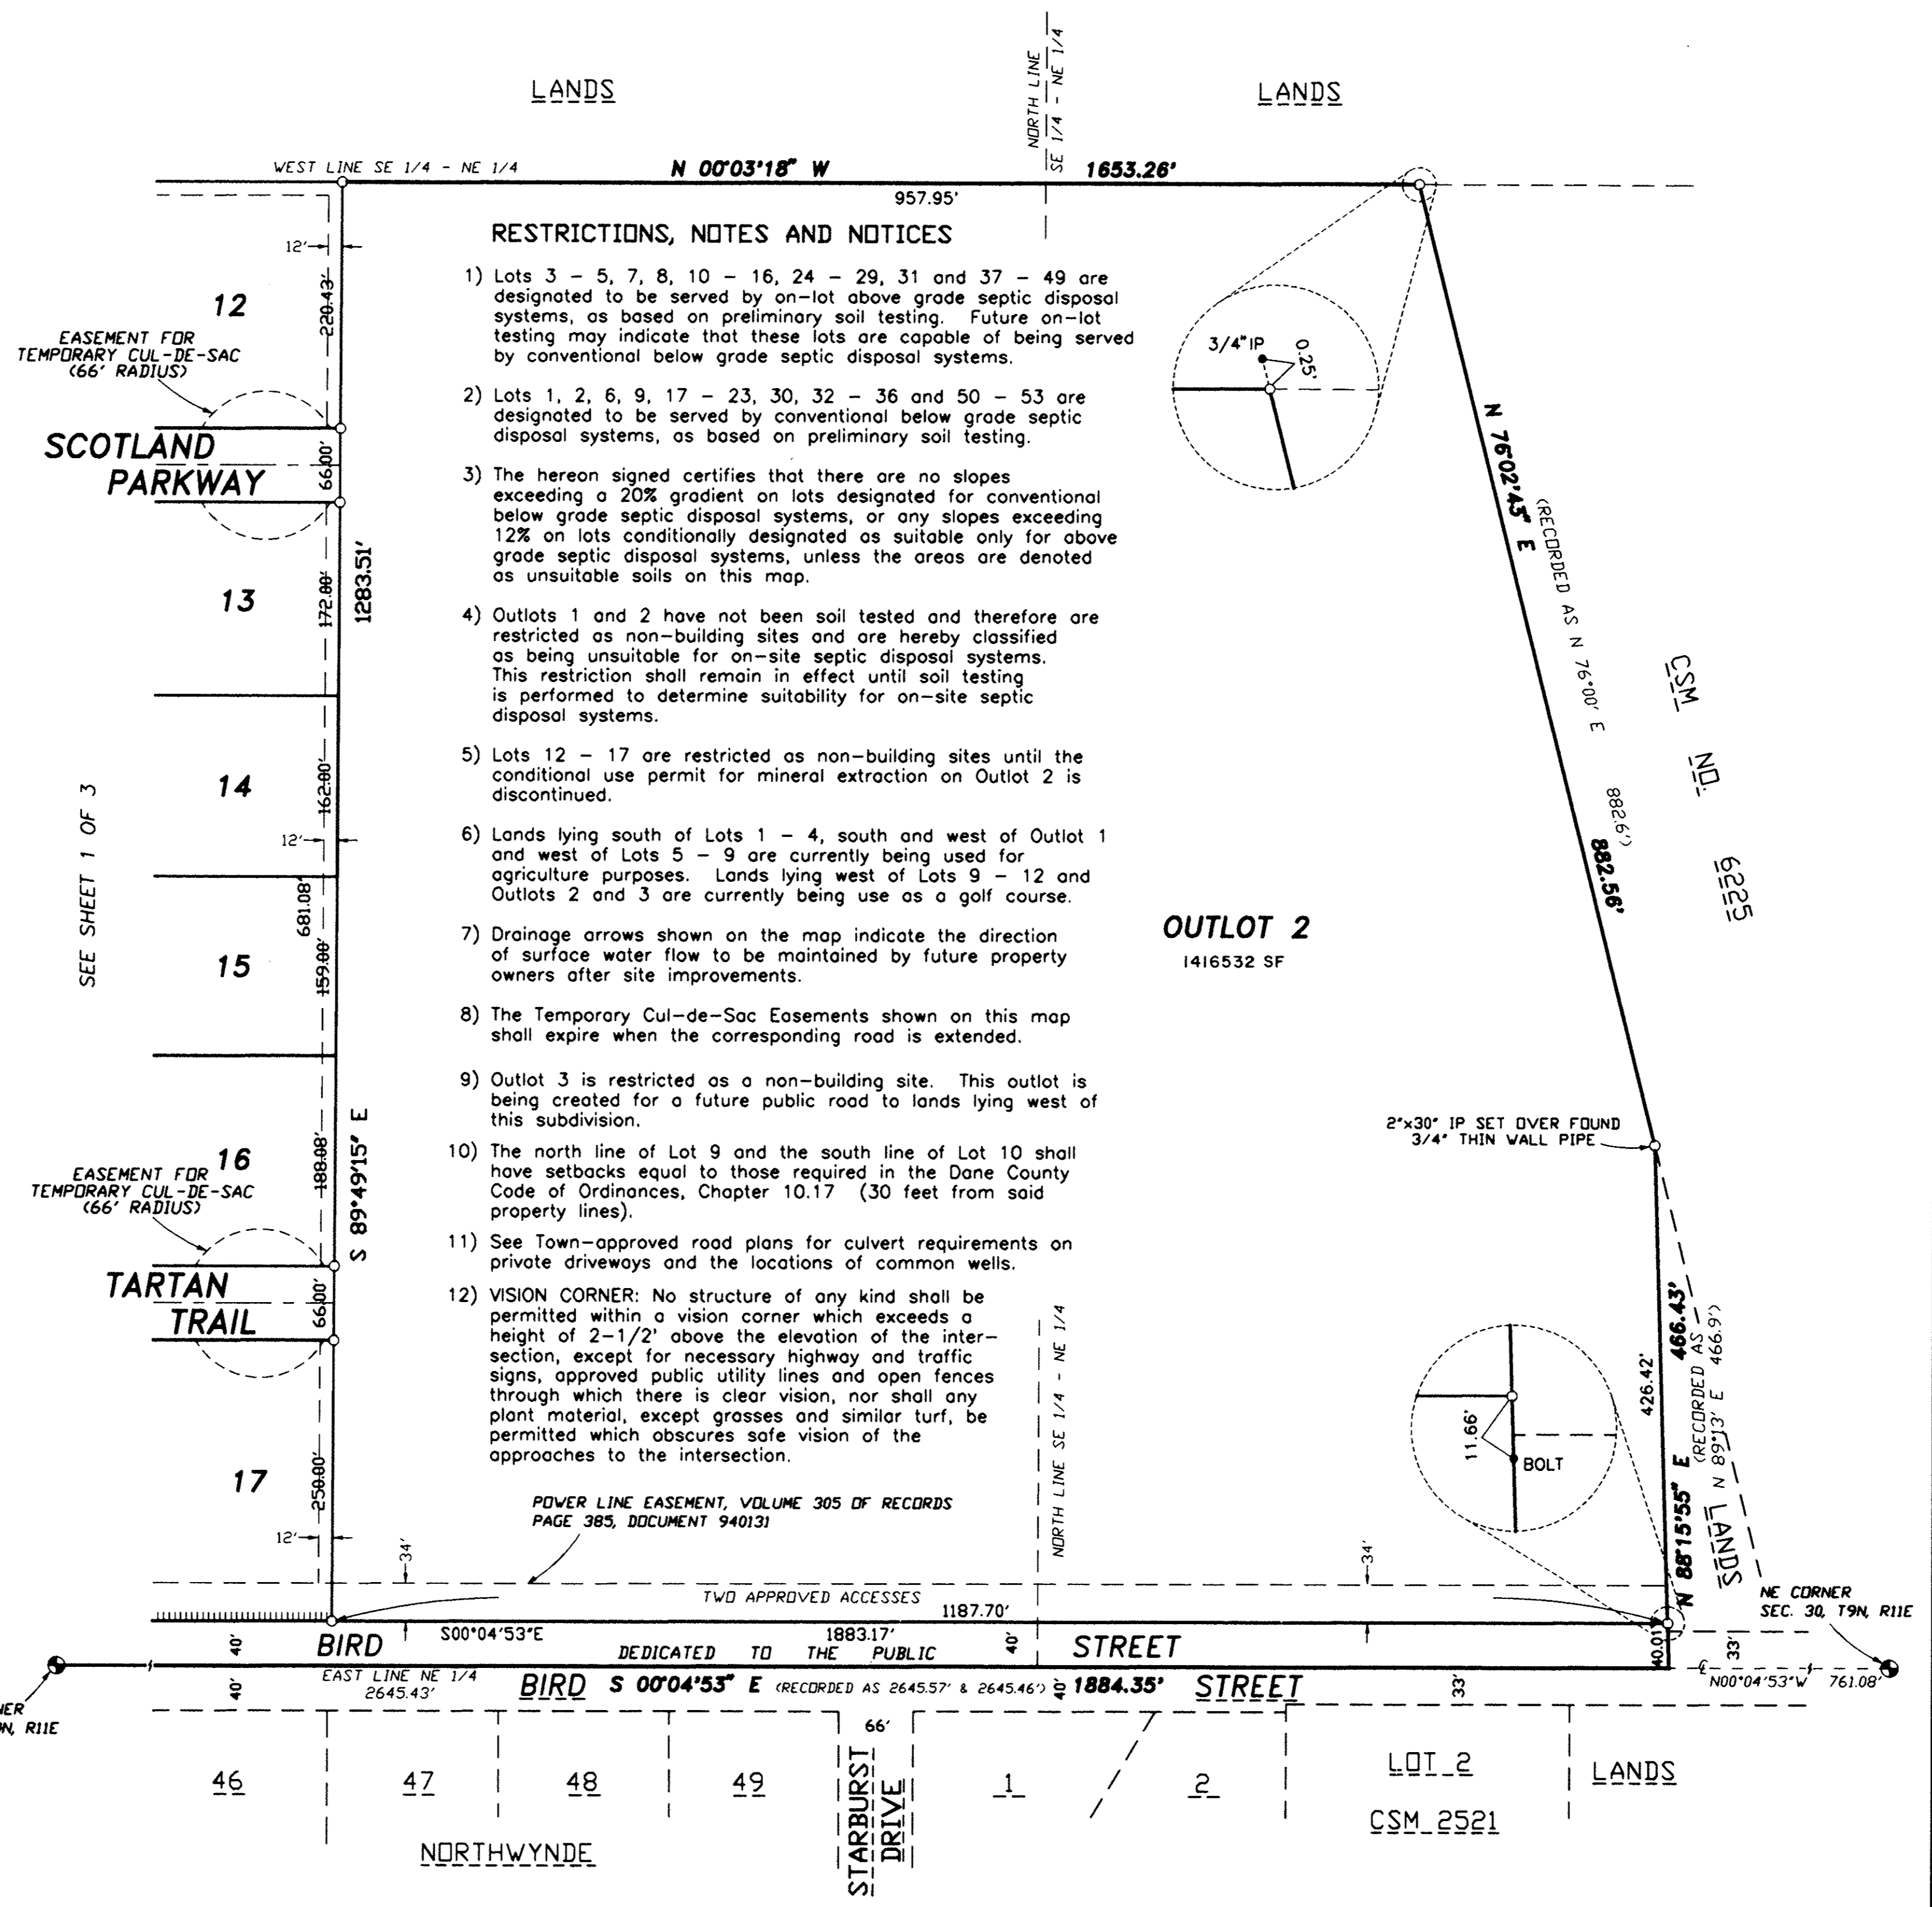 LANDS
LANDS
NORTH LINE
SE 1/4 - NE 1/4
WEST LINE SE 1/4 - NE 1/4
N 00°03'18" W
1653.26'
957.95'
RESTRICTIONS, NOTES AND NOTICES
1) Lots 3 - 5, 7, 8, 10 - 16, 24 - 29, 31 and 37 - 49 are
designated to be served by on-lot above grade septic disposal
systems, as based on preliminary soil testing. Future on-lot
testing may indicate that these lots are capable of being served
by conventional below grade septic disposal systems.
2) Lots 1, 2, 6, 9, 17 - 23, 30, 32 - 36 and 50 - 53 are
designated to be served by conventional below grade septic
disposal systems, as based on preliminary soil testing.
3) The hereon signed certifies that there are no slopes
exceeding a 20% gradient on lots designated for conventional
below grade septic disposal systems, or any slopes exceeding
12% on lots conditionally designated as suitable only for above
grade septic disposal systems, unless the areas are denoted
as unsuitable soils on this map.
4) Outlots 1 and 2 have not been soil tested and therefore are
restricted as non-building sites and are hereby classified
as being unsuitable for on-site septic disposal systems.
This restriction shall remain in effect until soil testing
is performed to determine suitability for on-site septic
disposal systems.
5) Lots 12 - 17 are restricted as non-building sites until the
conditional use permit for mineral extraction on Outlot 2 is
discontinued.
6) Lands lying south of Lots 1 - 4, south and west of Outlot 1
and west of Lots 5 - 9 are currently being used for
agriculture purposes. Lands lying west of Lots 9 - 12 and
Outlots 2 and 3 are currently being use as a golf course.
7) Drainage arrows shown on the map indicate the direction
of surface water flow to be maintained by future property
owners after site improvements.
8) The Temporary Cul-de-Sac Easements shown on this map
shall expire when the corresponding road is extended.
9) Outlot 3 is restricted as a non-building site. This outlot is
being created for a future public road to lands lying west of
this subdivision.
10) The north line of Lot 9 and the south line of Lot 10 shall
have setbacks equal to those required in the Dane County
Code of Ordinances, Chapter 10.17 (30 feet from said
property lines).
11) See Town-approved road plans for culvert requirements on
private driveways and the locations of common wells.
12) VISION CORNER: No structure of any kind shall be
permitted within a vision corner which exceeds a
height of 2-1/2' above the elevation of the inter-
section, except for necessary highway and traffic
signs, approved public utility lines and open fences
through which there is clear vision, nor shall any
plant material, except grasses and similar turf, be
permitted which obscures safe vision of the
approaches to the intersection.
12'
12
220.43'
EASEMENT FOR
TEMPORARY CUL-DE-SAC
(66' RADIUS)
SCOTLAND
PARKWAY
66.00'
13
172.00'
1283.51'
14
162.00'
12'
SEE SHEET 1 OF 3
681.08'
15
159.00'
16
188.08'
S 89°49'15" E
EASEMENT FOR
TEMPORARY CUL-DE-SAC
(66' RADIUS)
TARTAN
TRAIL
66.00'
17
250.00'
12'
3/4" IP
0.25'
N 76°02'43" E
(RECORDED AS N 76°00' E
882.6')
882.56'
CSM NO. 6225
OUTLOT 2
1416532 SF
2"x30" IP SET OVER FOUND
3/4" THIN WALL PIPE
NORTH LINE SE 1/4 - NE 1/4
11.66'
BOLT
426.42'
N 88°15'55" E 466.43'
(RECORDED AS
N 89°13' E 466.9')
LANDS
POWER LINE EASEMENT, VOLUME 305 OF RECORDS
PAGE 385, DOCUMENT 940131
34'
34'
TWO APPROVED ACCESSES
1187.70'
NE CORNER
SEC. 30, T9N, R11E
40'
BIRD
S00°04'53"E
1883.17'
DEDICATED TO THE PUBLIC
40'
STREET
40.01'
33'
NER
9N, R11E
40'
EAST LINE NE 1/4
2645.43'
BIRD
S 00°04'53" E
(RECORDED AS 2645.57' & 2645.46')
40'
1884.35'
STREET
33'
N00°04'53"W
761.08'
46
47
48
49
66'
STARBURST
DRIVE
1
2
LOT 2
CSM 2521
LANDS
NORTHWYNDE